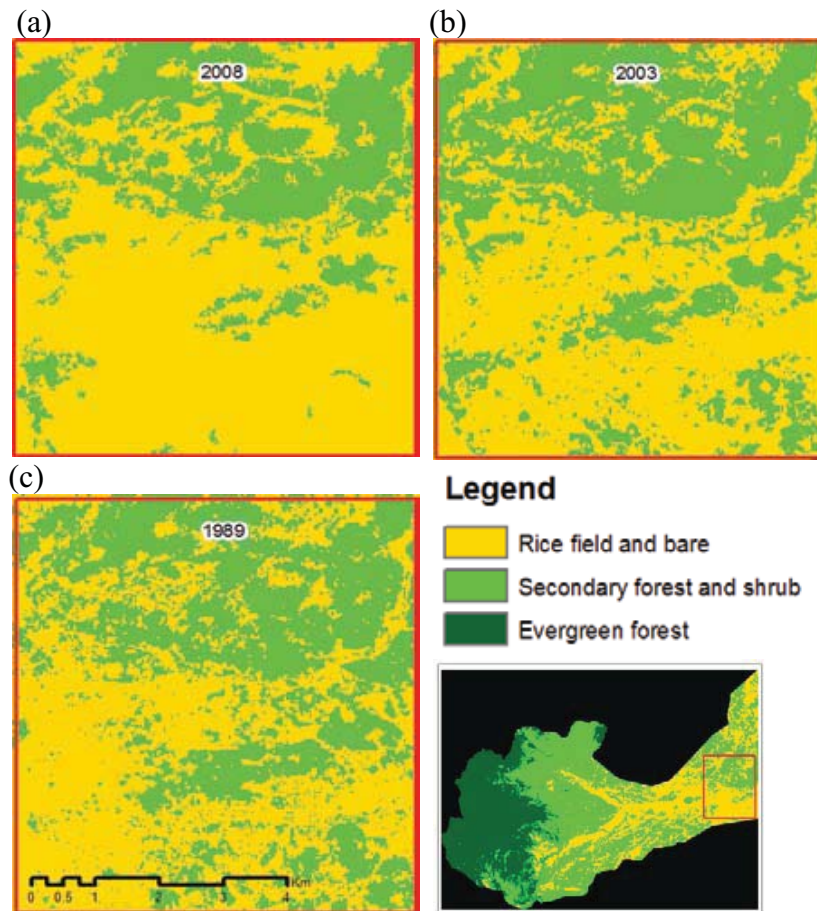 (a)
2008
(b)
2003
(c)
1989
Km
0 0.5 1 2 3 4
Legend
Rice field and bare
Secondary forest and shrub
Evergreen forest